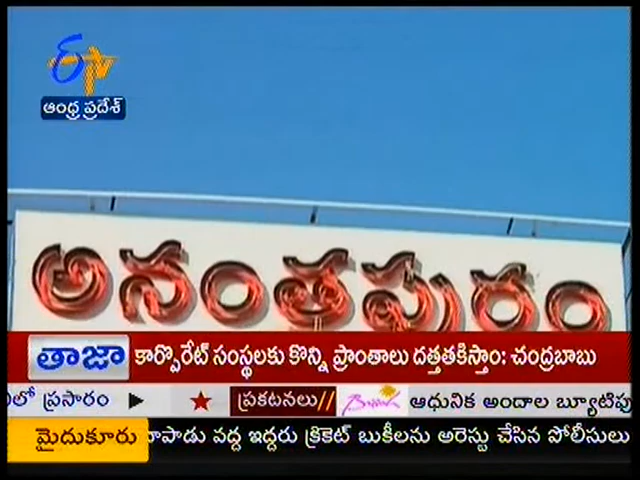 etv
ఆంధ్ర ప్రదేశ్
అనంతపురం
తాజా కార్పొరేట్ సంస్థలకు కొన్ని ప్రాంతాలు దత్తతకిస్తాం: చంద్రబాబు
లో ప్రసారం ప్రకటనలు// ఆధునిక అందాల బ్యూటిపు
మైదుకూరు పాడు వద్ద ఇద్దరు క్రికెట్ బుకీలను అరెస్టు చేసిన పోలీసులు